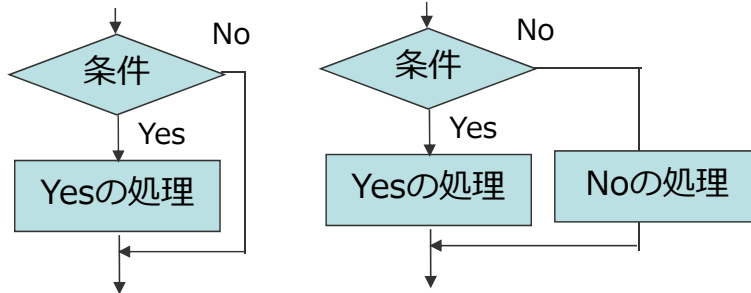 No
条件
Yes
Yesの処理
No
条件
Yes
Yesの処理
Noの処理